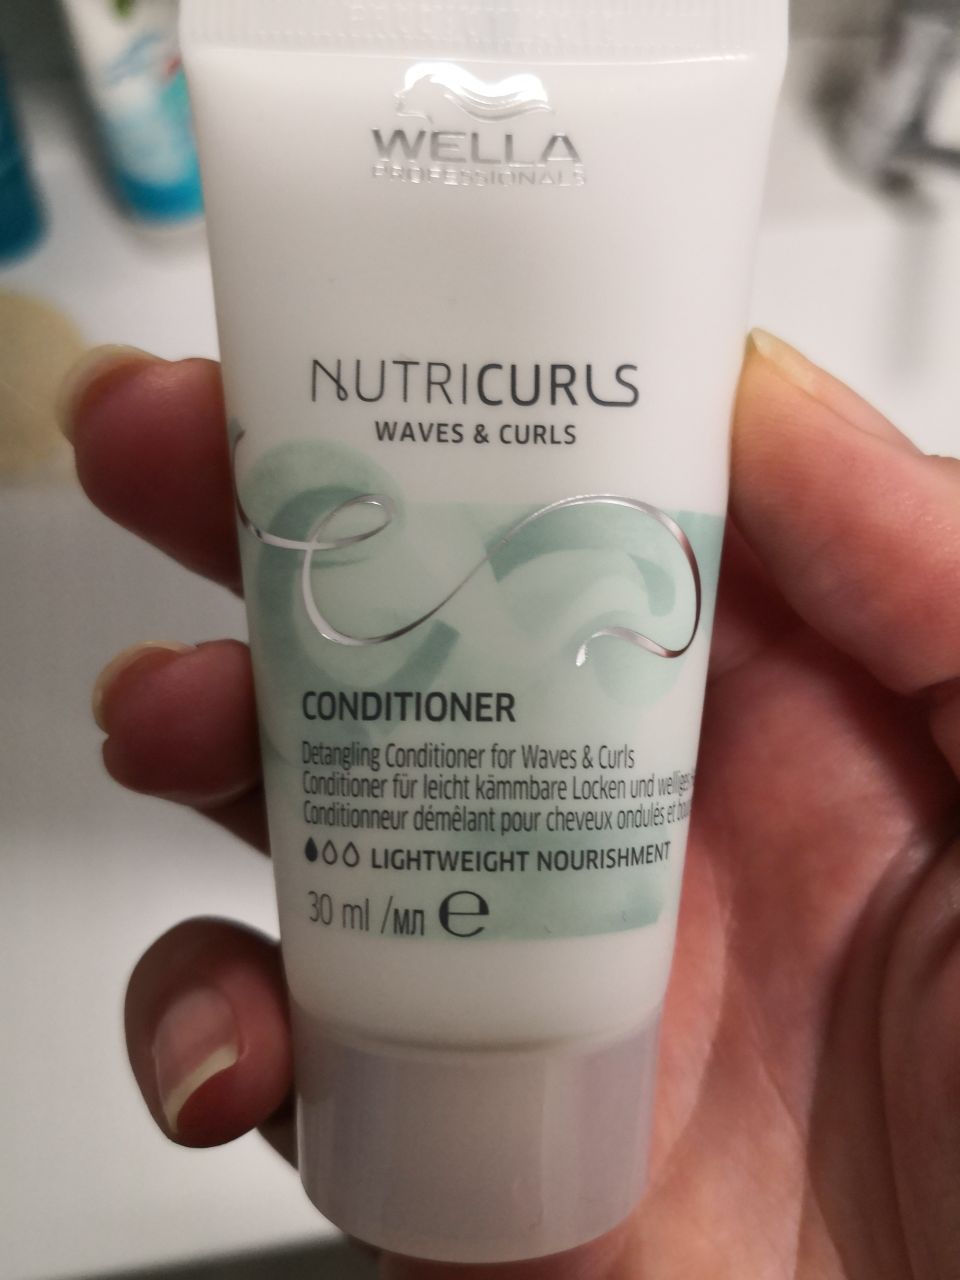 WELLA
PROFESSIONALS
NUTRICURLS
WAVES & CURLS
CONDITIONER
Detangling Conditioner for Waves & Curls
Conditioner für leicht kämmbare Locken und welliges
Conditionneur démêlant pour cheveux ondulés et
LIGHTWEIGHT NOURISHMENT
30 ml /мл e